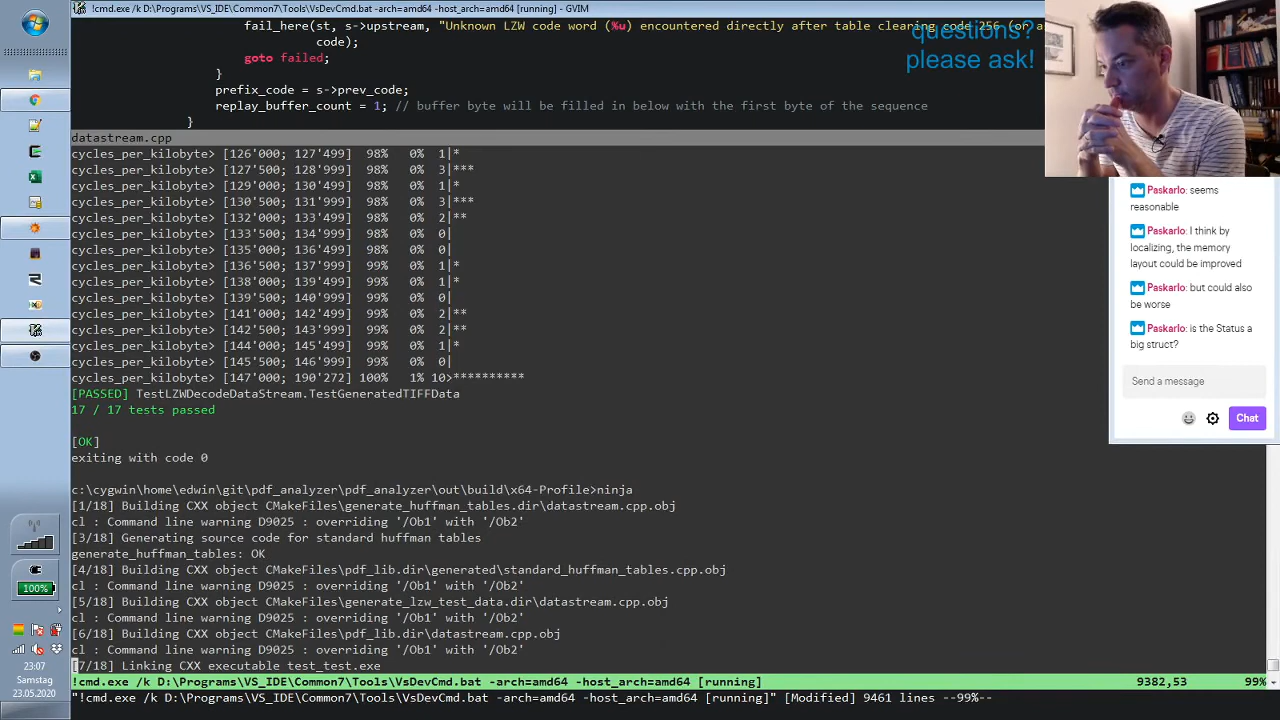 !cmd.exe /k D:\Programs\VS_IDE\Common7\Tools\VsDevCmd.bat -arch=amd64 -host_arch=amd64 [running] - GVIM
fail_here(st, s->upstream, "Unknown LZW code word (%u) encountered directly after table clearing code 256 (or a
code);
goto failed;
}
prefix_code = s->prev_code;
replay_buffer_count = 1; // buffer byte will be filled in below with the first byte of the sequence
}
questions?
please ask!
datastream.cpp
cycles_per_kilobyte> [126'000; 127'499] 98% 0% 1|*
cycles_per_kilobyte> [127'500; 128'999] 98% 0% 3|***
cycles_per_kilobyte> [129'000; 130'499] 98% 0% 1|*
cycles_per_kilobyte> [130'500; 131'999] 98% 0% 3|***
cycles_per_kilobyte> [132'000; 133'499] 98% 0% 2|**
cycles_per_kilobyte> [133'500; 134'999] 98% 0% 0|
cycles_per_kilobyte> [135'000; 136'499] 98% 0% 0|
cycles_per_kilobyte> [136'500; 137'999] 99% 0% 1|*
cycles_per_kilobyte> [138'000; 139'499] 99% 0% 1|*
cycles_per_kilobyte> [139'500; 140'999] 99% 0% 0|
cycles_per_kilobyte> [141'000; 142'499] 99% 0% 2|**
cycles_per_kilobyte> [142'500; 143'999] 99% 0% 2|**
cycles_per_kilobyte> [144'000; 145'499] 99% 0% 1|*
cycles_per_kilobyte> [145'500; 146'999] 99% 0% 0|
cycles_per_kilobyte> [147'000; 190'272] 100% 1% 10>**********
[PASSED] TestLZWDecodeDataStream.TestGeneratedTIFFData
17 / 17 tests passed
[OK]
exiting with code 0
c:\cygwin\home\edwin\git\pdf_analyzer\pdf_analyzer\out\build\x64-Profile>ninja
[1/18] Building CXX object CMakeFiles\generate_huffman_tables.dir\datastream.cpp.obj
cl : Command line warning D9025 : overriding '/Ob1' with '/Ob2'
[3/18] Generating source code for standard huffman tables
generate_huffman_tables: OK
[4/18] Building CXX object CMakeFiles\pdf_lib.dir\generated\standard_huffman_tables.cpp.obj
cl : Command line warning D9025 : overriding '/Ob1' with '/Ob2'
[5/18] Building CXX object CMakeFiles\generate_lzw_test_data.dir\datastream.cpp.obj
cl : Command line warning D9025 : overriding '/Ob1' with '/Ob2'
[6/18] Building CXX object CMakeFiles\pdf_lib.dir\datastream.cpp.obj
cl : Command line warning D9025 : overriding '/Ob1' with '/Ob2'
[7/18] Linking CXX executable test_test.exe
!cmd.exe /k D:\Programs\VS_IDE\Common7\Tools\VsDevCmd.bat -arch=amd64 -host_arch=amd64 [running] 9382,53 99%
"!cmd.exe /k D:\Programs\VS_IDE\Common7\Tools\VsDevCmd.bat -arch=amd64 -host_arch=amd64 [running]" [Modified] 9461 lines --99%--
Paskarlo: seems
reasonable
Paskarlo: I think by
localizing, the memory
layout could be improved
Paskarlo: but could also
be worse
Paskarlo: is the Status a
big struct?
Send a message
Chat
100%
23:07
Samstag
23.05.2020